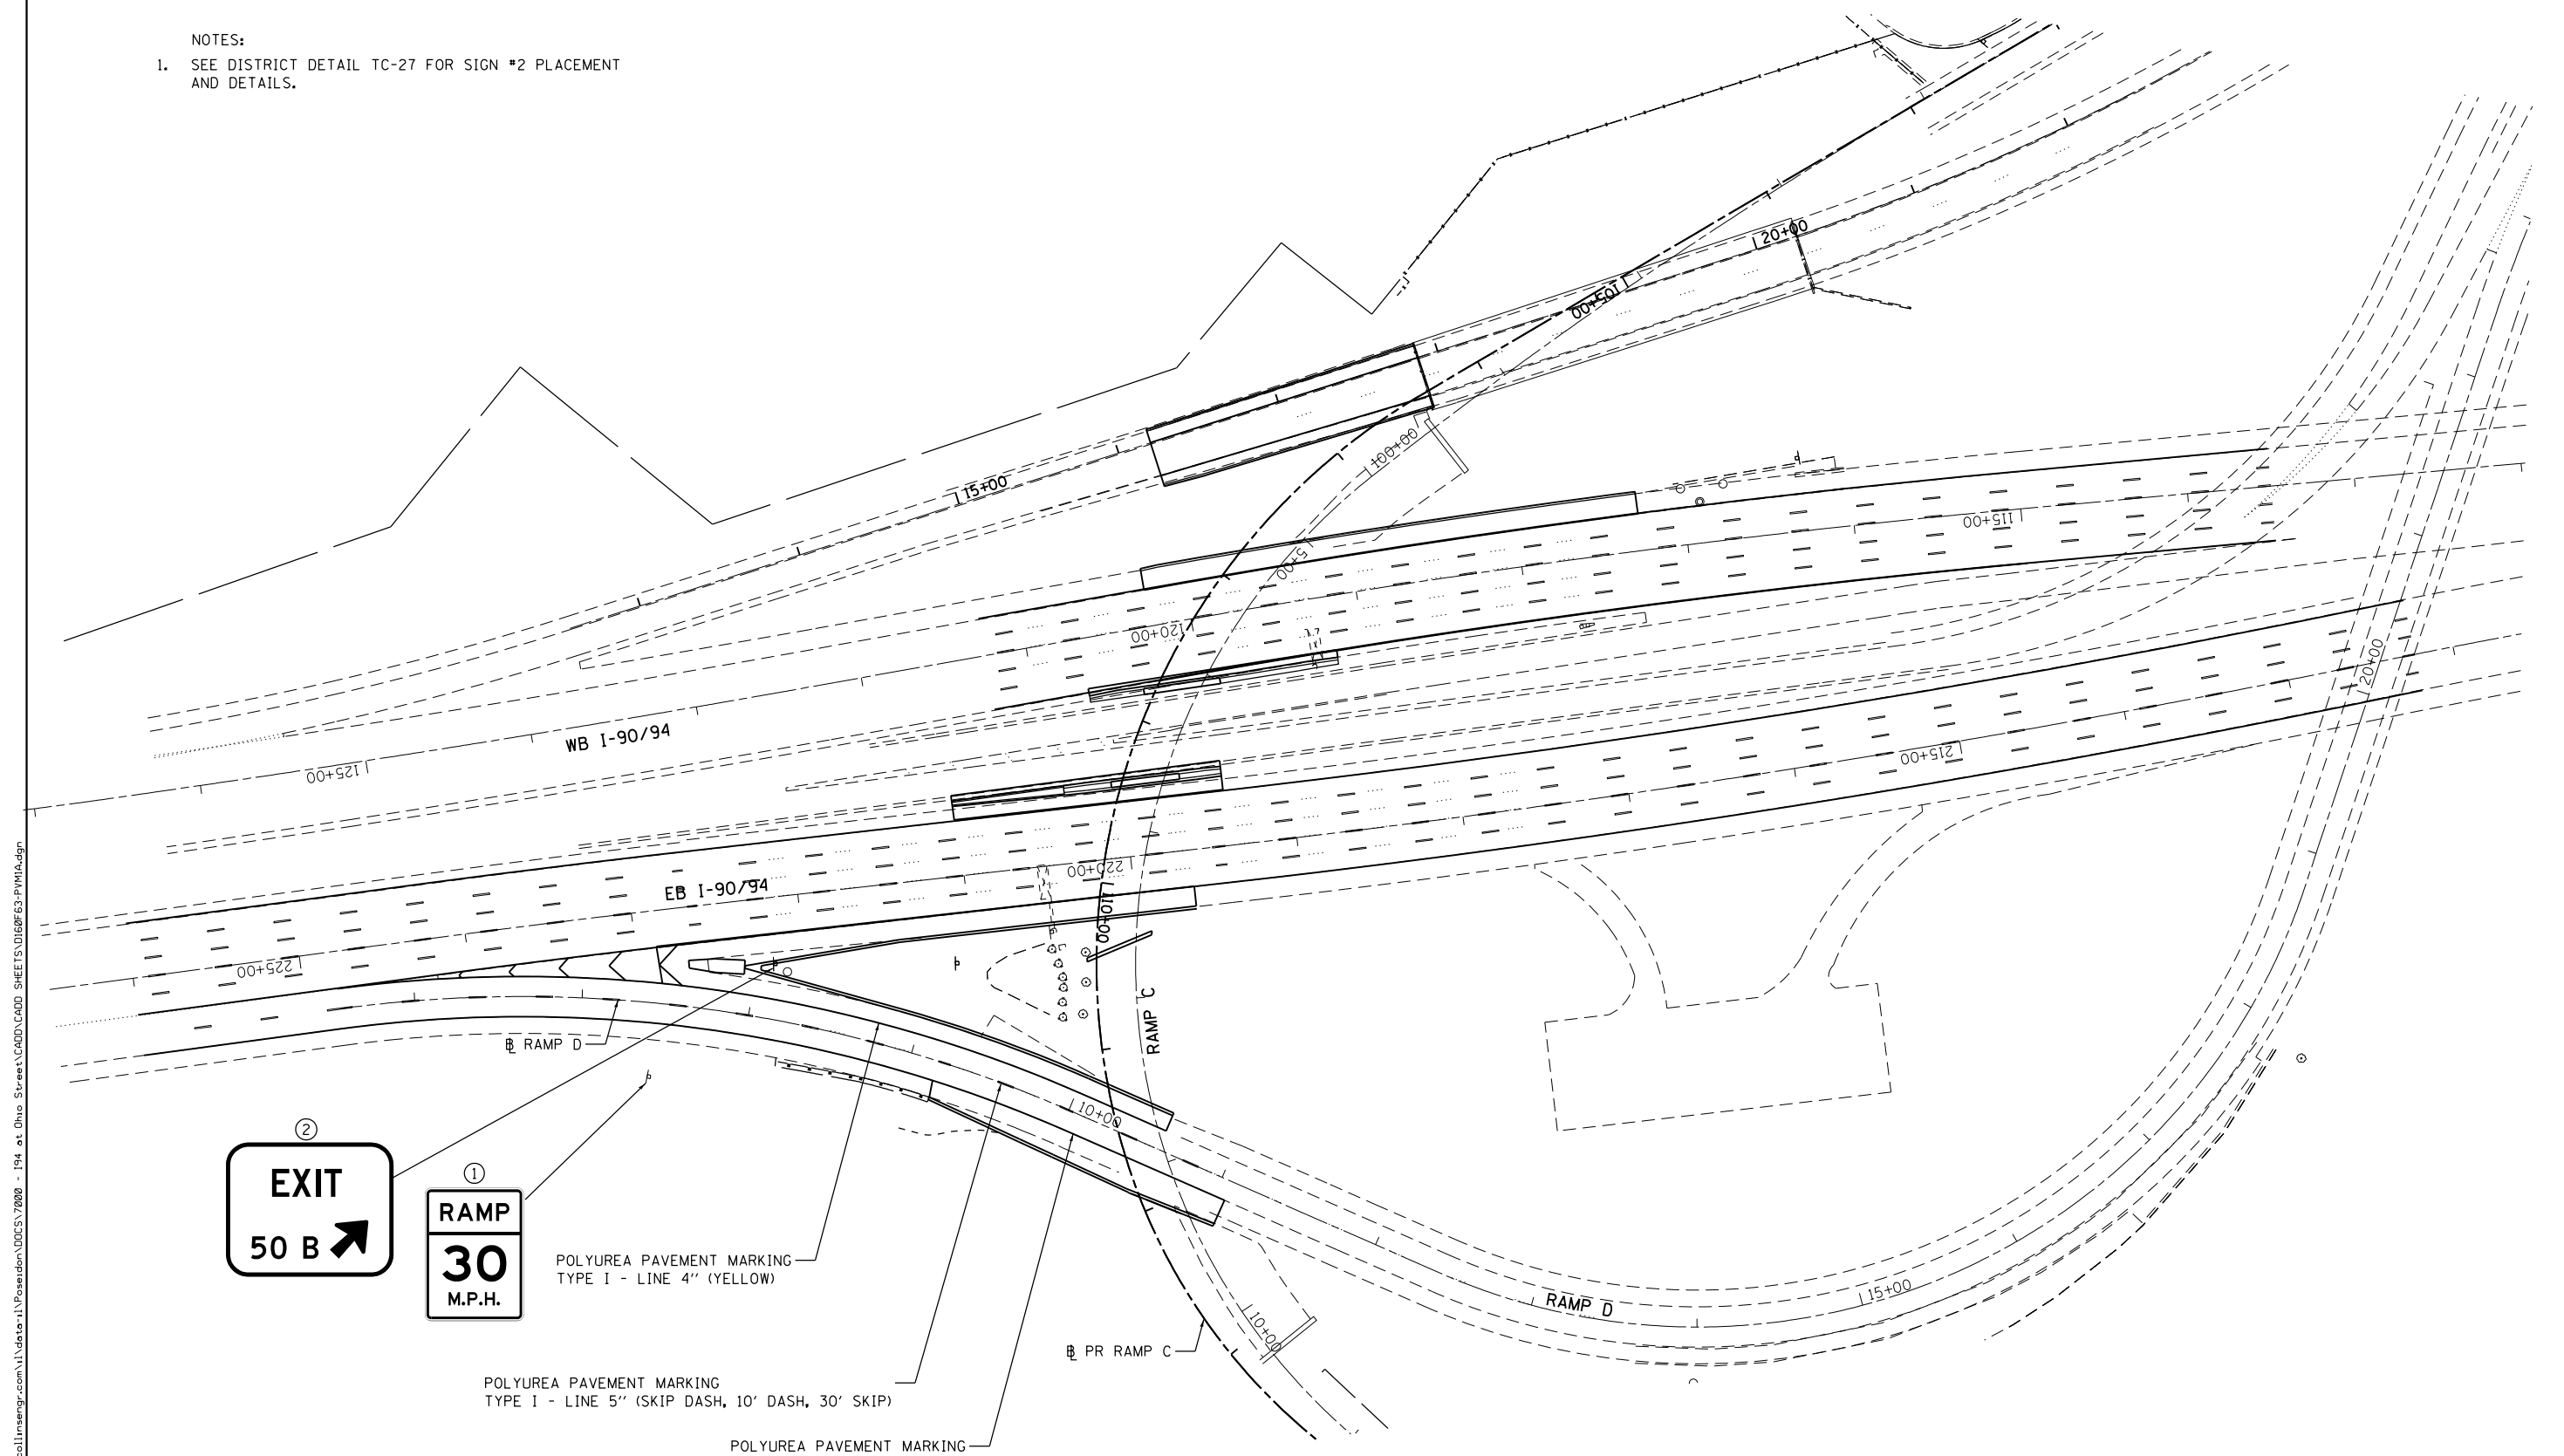 NOTES:
1. SEE DISTRICT DETAIL TC-27 FOR SIGN #2 PLACEMENT
AND DETAILS.
20+00
105+00
100+00
15+00
5+00
115+00
120+00
20+00
WB I-90/94
125+00
215+00
220+00
EB I-90/94
110+00
225+00
RAMP C
℄ RAMP D
10+00
2
EXIT
50 B
1
RAMP
30
M.P.H.
POLYUREA PAVEMENT MARKING
TYPE I - LINE 4" (YELLOW)
15+00
RAMP D
10+00
℄ PR RAMP C
POLYUREA PAVEMENT MARKING
TYPE I - LINE 5" (SKIP DASH, 10' DASH, 30' SKIP)
POLYUREA PAVEMENT MARKING